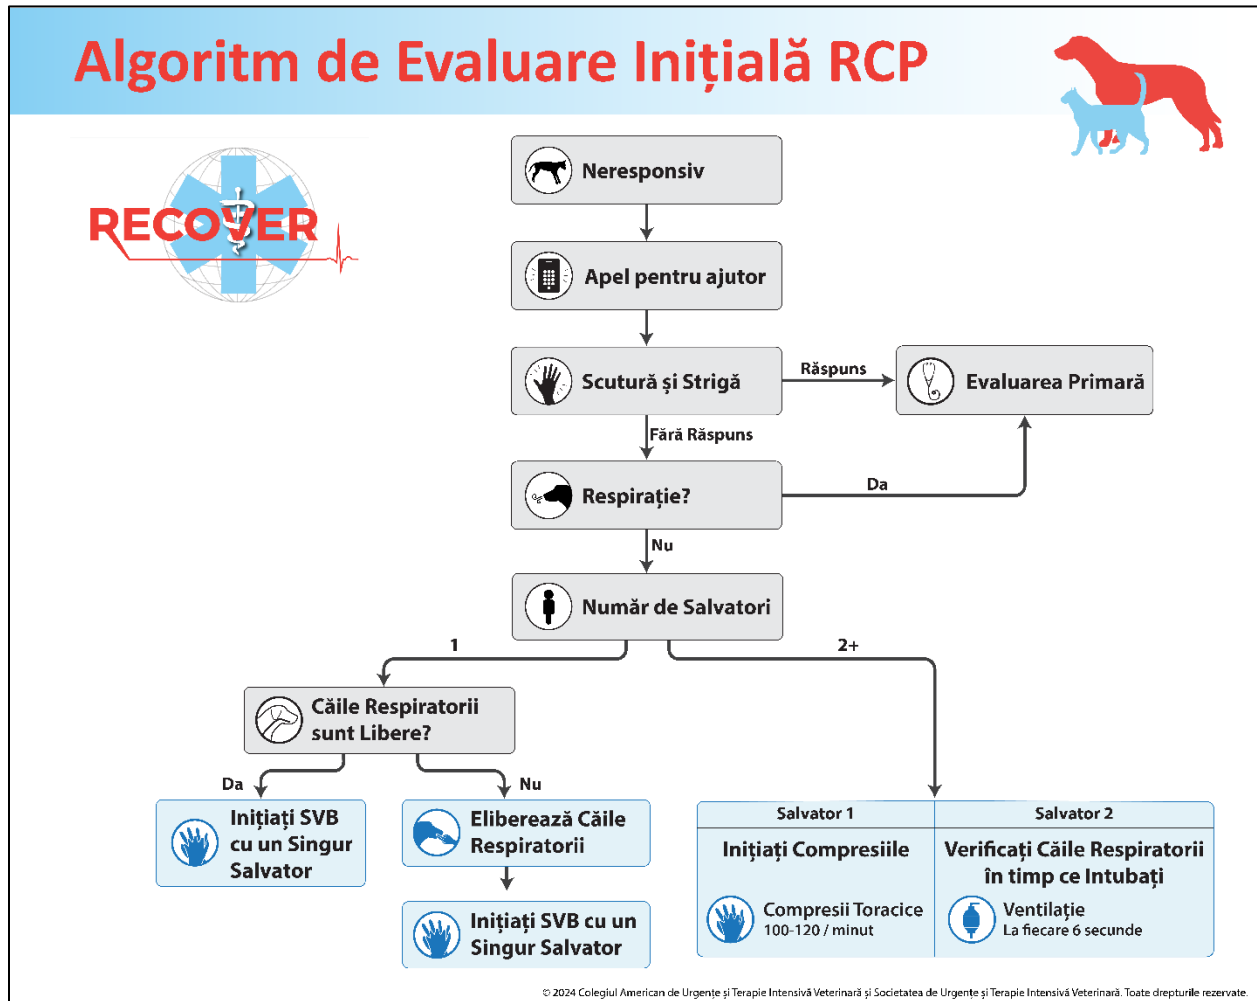 Algoritm de Evaluare Inițială RCP
RECOVER
Neresponsiv
Apel pentru ajutor
Scutură și Strigă
Răspuns
Evaluarea Primară
Fără Răspuns
Respirație?
Da
Nu
Număr de Salvatori
1
2+
Căile Respiratorii
sunt Libere?
Da
Nu
Inițiați SVB
cu un Singur
Salvator
Eliberează Căile
Respiratorii
Inițiați SVB cu un
Singur Salvator
Salvator 1
Inițiați Compresiile
Compresii Toracice
100-120 / minut
Salvator 2
Verificați Căile Respiratorii
în timp ce Intubați
Ventilație
La fiecare 6 secunde
© 2024 Colegiul American de Urgențe și Terapie Intensivă Veterinară și Societatea de Urgențe și Terapie Intensivă Veterinară. Toate drepturile rezervate.